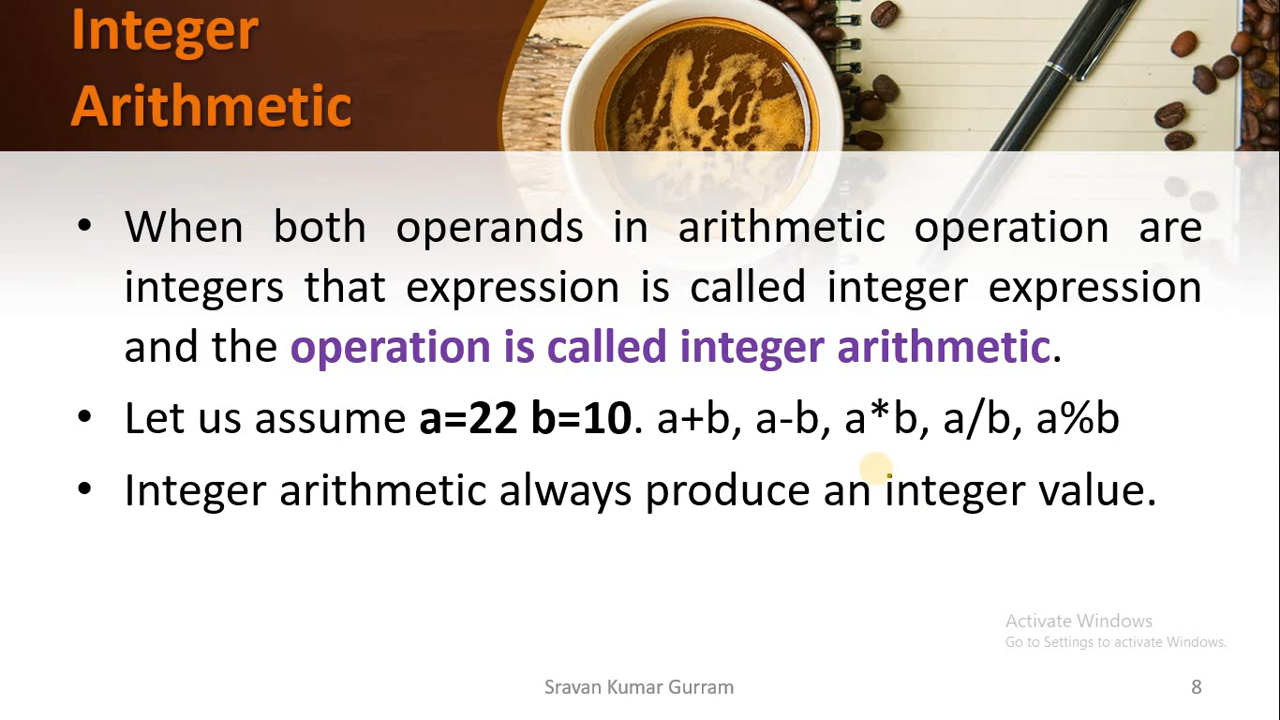 Integer
Arithmetic
• When both operands in arithmetic operation are
integers that expression is called integer expression
and the operation is called integer arithmetic.
• Let us assume a=22 b=10. a+b, a-b, a*b, a/b, a%b
• Integer arithmetic always produce an integer value.
Activate Windows
Go to Settings to activate Windows.
Sravan Kumar Gurram
8